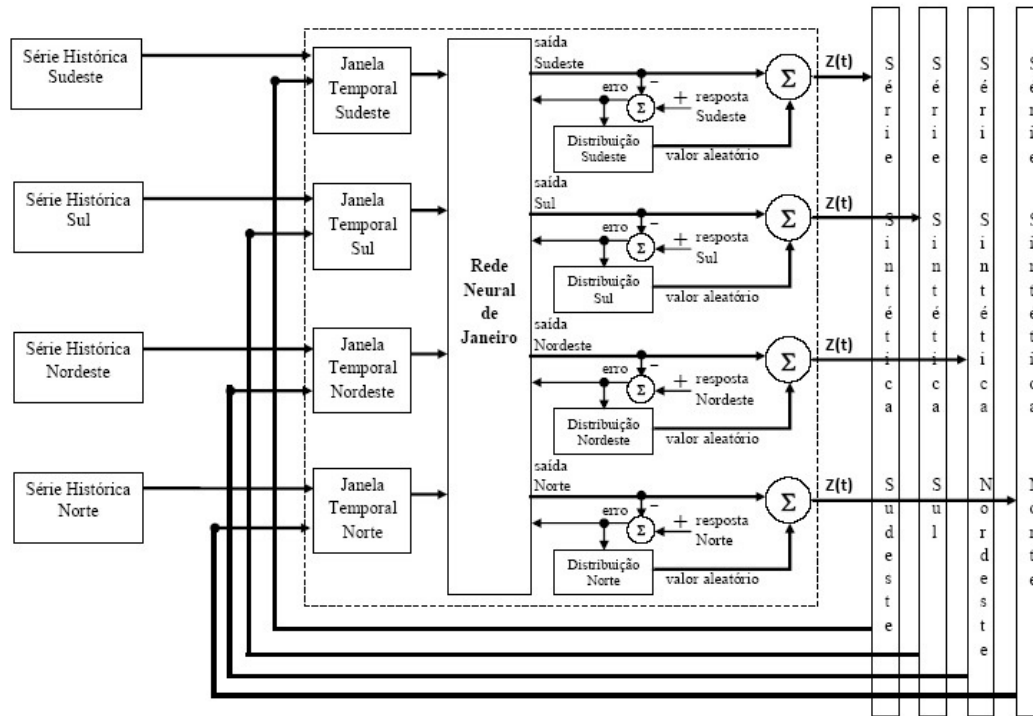 Série Histórica
Sudeste
Janela
Temporal
Sudeste
saída
Sudeste
erro
−
Σ
+ resposta
Sudeste
Distribuição
Sudeste
valor aleatório
Σ
Z(t)
Série Histórica
Sul
Janela
Temporal
Sul
saída
Sul
erro
−
Σ
+ resposta
Sul
Distribuição
Sul
valor aleatório
Σ
Z(t)
Rede
Neural
de
Janeiro
Série Histórica
Nordeste
Janela
Temporal
Nordeste
saída
Nordeste
erro
−
Σ
+ resposta
Nordeste
Distribuição
Nordeste
valor aleatório
Σ
Z(t)
Série Histórica
Norte
Janela
Temporal
Norte
saída
Norte
erro
−
Σ
+ resposta
Norte
Distribuição
Norte
valor aleatório
Σ
Z(t)
Série Sintética Sudeste
Série Sintética Sul
Série Sintética Nordeste
Série Sintética Norte